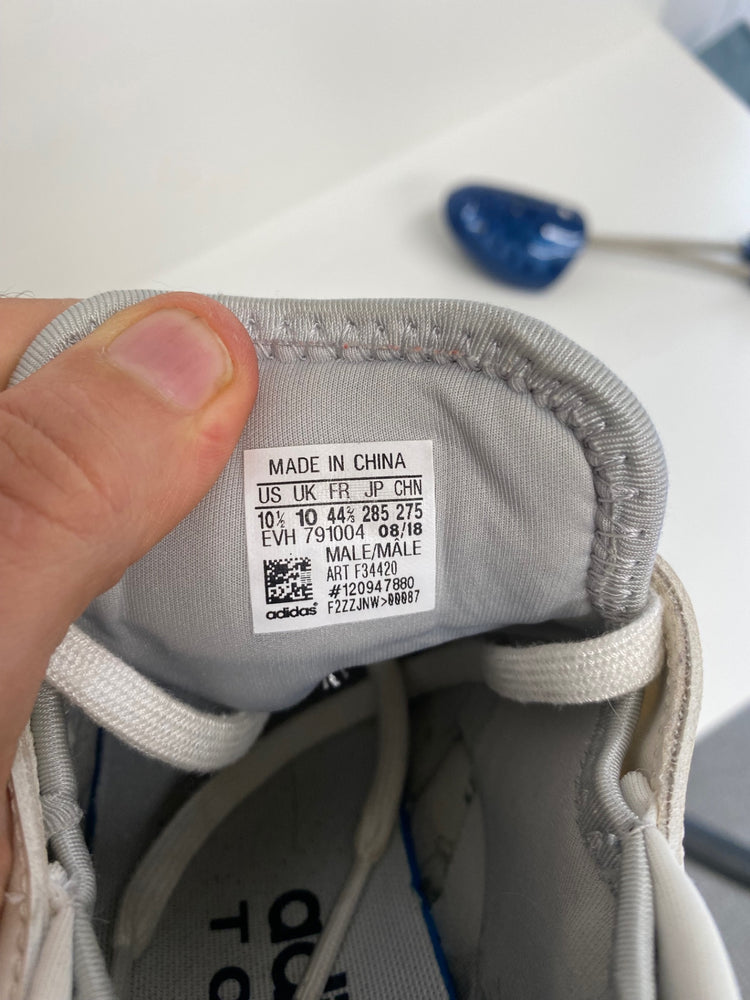 MADE IN CHINA
US UK FR JP CHN
10½ 10 44⅔ 285 275
EVH 791004 08/18
MALE/MÂLE
ART F34420
#120947880
adidas® F2ZZJNW>00087